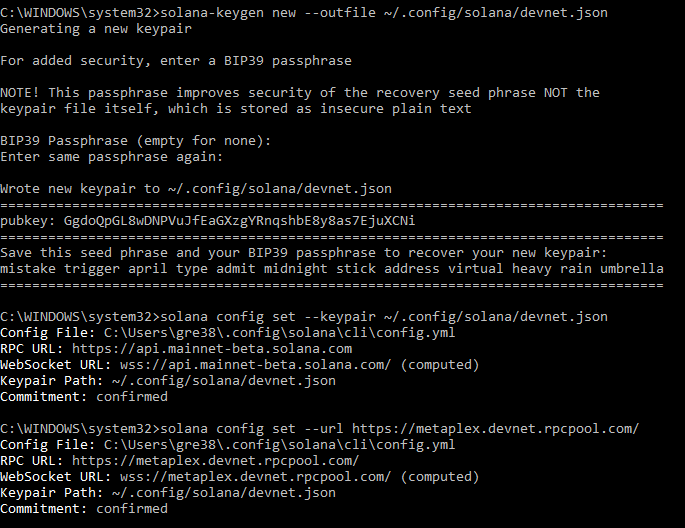 C:\WINDOWS\system32>solana-keygen new --outfile ~/.config/solana/devnet.json
Generating a new keypair
For added security, enter a BIP39 passphrase
NOTE! This passphrase improves security of the recovery seed phrase NOT the
keypair file itself, which is stored as insecure plain text
BIP39 Passphrase (empty for none):
Enter same passphrase again:
Wrote new keypair to ~/.config/solana/devnet.json
===================================================================================
pubkey: GgdoQpGL8wDNPVuJfEaGXzgYRnqshbE8y8as7EjuXCNi
===================================================================================
Save this seed phrase and your BIP39 passphrase to recover your new keypair:
mistake trigger april type admit midnight stick address virtual heavy rain umbrella
===================================================================================
C:\WINDOWS\system32>solana config set --keypair ~/.config/solana/devnet.json
Config File: C:\Users\gre38\.config\solana\cli\config.yml
RPC URL: https://api.mainnet-beta.solana.com
WebSocket URL: wss://api.mainnet-beta.solana.com/ (computed)
Keypair Path: ~/.config/solana/devnet.json
Commitment: confirmed
C:\WINDOWS\system32>solana config set --url https://metaplex.devnet.rpcpool.com/
Config File: C:\Users\gre38\.config\solana\cli\config.yml
RPC URL: https://metaplex.devnet.rpcpool.com/
WebSocket URL: wss://metaplex.devnet.rpcpool.com/ (computed)
Keypair Path: ~/.config/solana/devnet.json
Commitment: confirmed